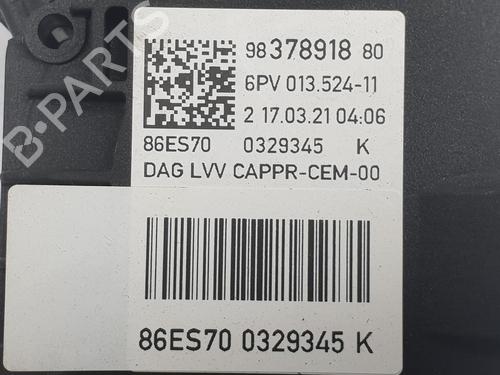 98 378918 80
6PV 013.524-11
2 17.03.21 04:06
86ES70 0329345 K
DAG LVV CAPPR-CEM-00
86ES70 0329345 K
B-PARTS